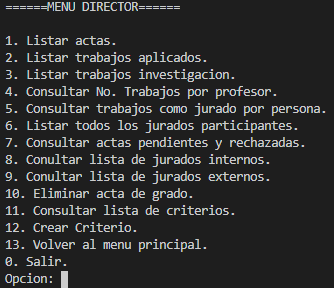 ======MENU DIRECTOR======
1. Listar actas.
2. Listar trabajos aplicados.
3. Listar trabajos investigacion.
4. Consultar No. Trabajos por profesor.
5. Consultar trabajos como jurado por persona.
6. Listar todos los jurados participantes.
7. Consultar actas pendientes y rechazadas.
8. Conultar lista de jurados internos.
9. Conultar lista de jurados externos.
10. Eliminar acta de grado.
11. Consultar lista de criterios.
12. Crear Criterio.
13. Volver al menu principal.
0. Salir.
Opcion: